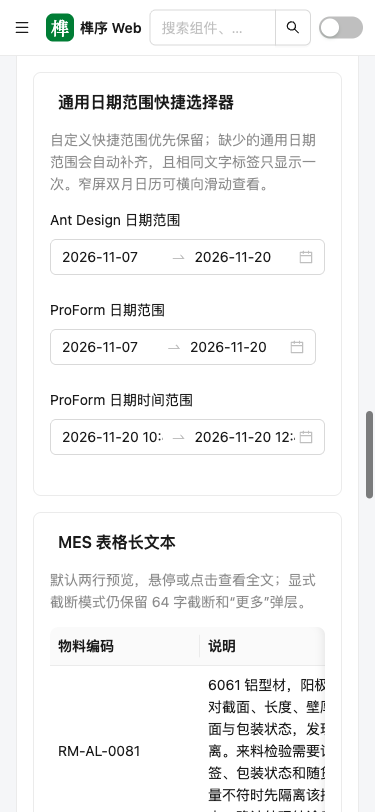 榫 榫序 Web 搜索组件、...
通用日期范围快捷选择器
自定义快捷范围优先保留；缺少的通用日期
范围会自动补齐，且相同文字标签只显示一
次。窄屏双月日历可横向滑动查看。
Ant Design 日期范围
2026-11-07 → 2026-11-20
ProForm 日期范围
2026-11-07 → 2026-11-20
ProForm 日期时间范围
2026-11-20 10: → 2026-11-20 12:
MES 表格长文本
默认两行预览，悬停或点击查看全文；显式
截断模式仍保留 64 字截断和“更多”弹层。
物料编码 说明
6061 铝型材，阳极
对截面、长度、壁厚
面与包装状态，发现
RM-AL-0081 离。来料检验需要
签、包装状态和随
量不符时先隔离该